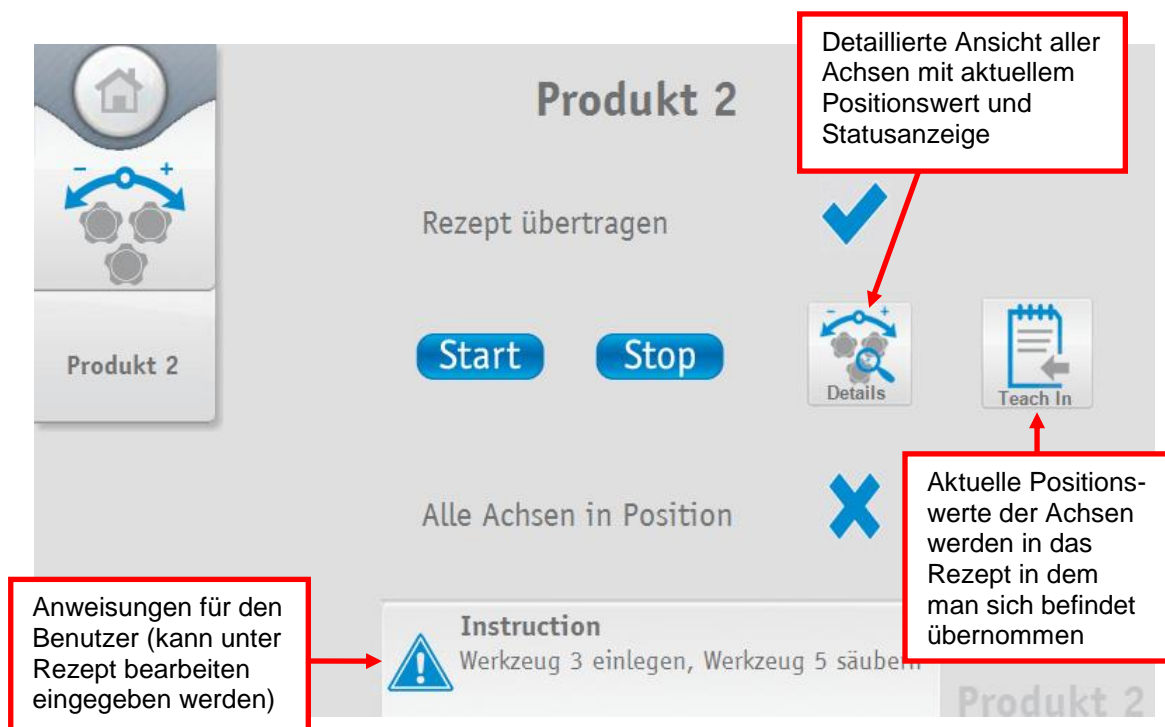 Detaillierte Ansicht aller
Achsen mit aktuellem
Positionswert und
Statusanzeige
Produkt 2
- +
Rezept übertragen
Produkt 2
Start
Stop
- +
Details
Teach In
Alle Achsen in Position
Aktuelle Positions-
werte der Achsen
werden in das
Rezept in dem
man sich befindet
übernommen
Anweisungen für den
Benutzer (kann unter
Rezept bearbeiten
eingegeben werden)
Instruction
Werkzeug 3 einlegen, Werkzeug 5 säubern
Produkt 2